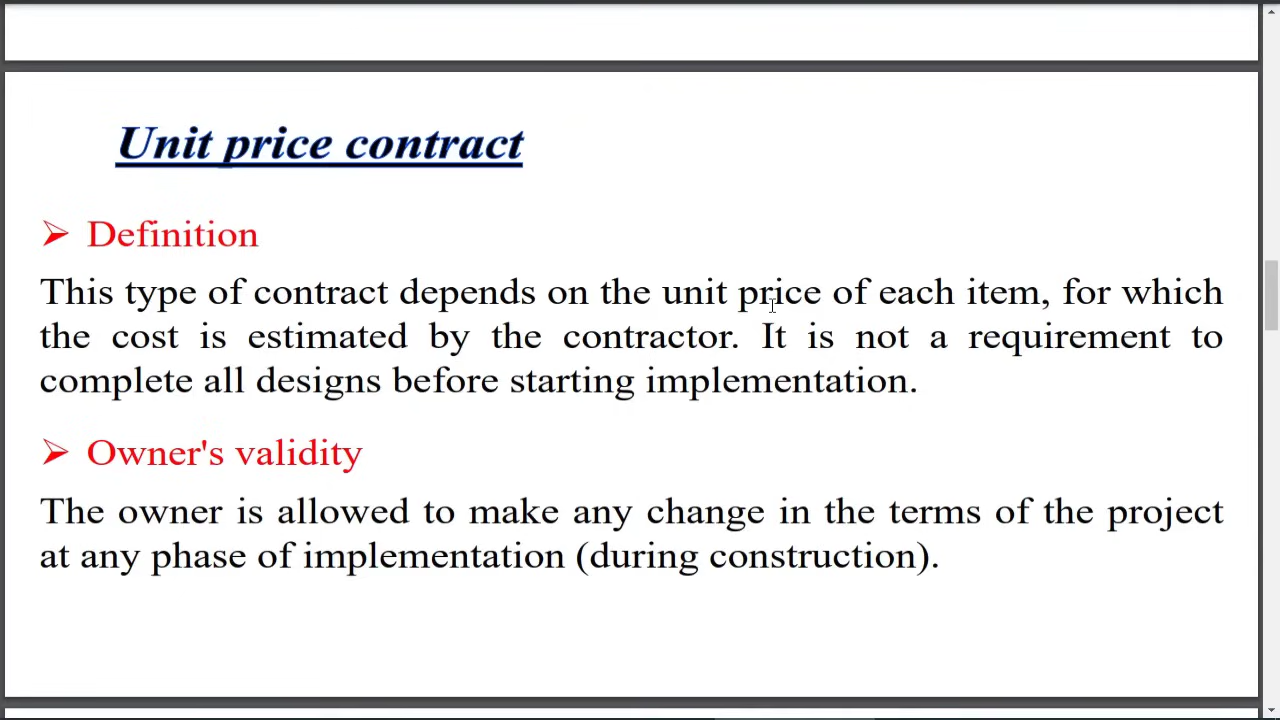 Unit price contract
Definition
This type of contract depends on the unit price of each item, for which
the cost is estimated by the contractor. It is not a requirement to
complete all designs before starting implementation.
Owner's validity
The owner is allowed to make any change in the terms of the project
at any phase of implementation (during construction).